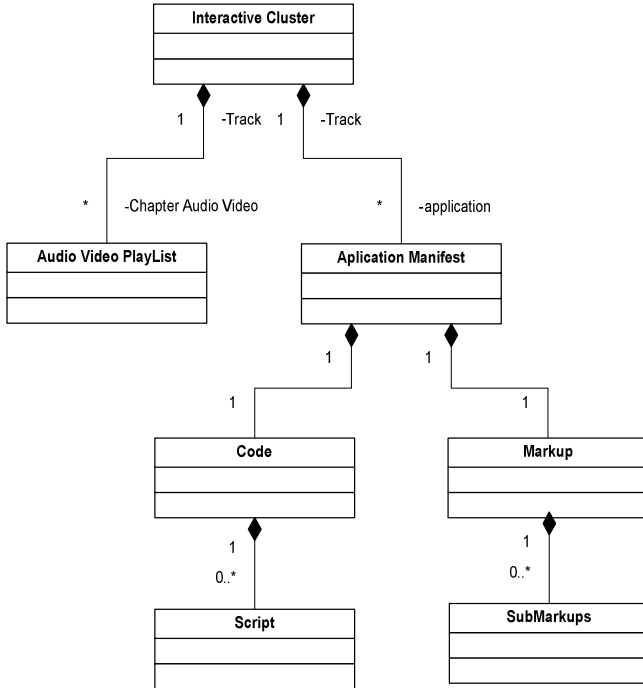 Interactive Cluster
1 -Track 1 -Track
* -Chapter Audio Video * -application
Audio Video PlayList Aplication Manifest
1 1
1 1
Code Markup
1 1
0..* 0..*
Script SubMarkups